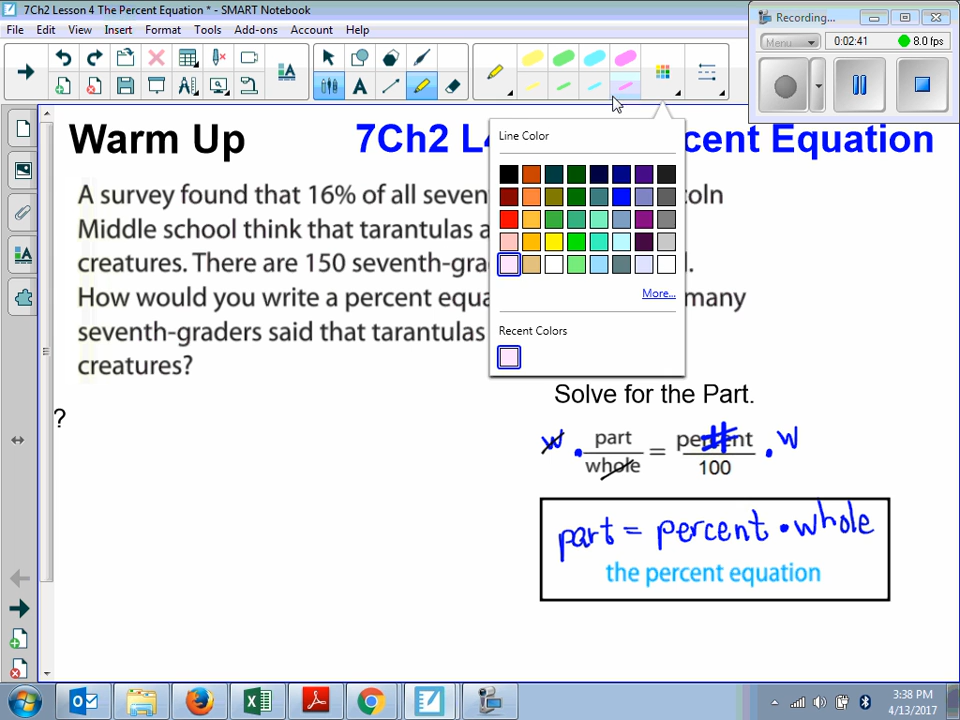 7Ch2 Lesson 4 The Percent Equation * - SMART Notebook
File Edit View Insert Format Tools Add-ons Account Help
Recording...
Menu
0:02:41
8.0 fps
Warm Up
7Ch2 L
cent Equation
A survey found that 16% of all seven
oln
Middle school think that tarantulas a
creatures. There are 150 seventh-gra
How would you write a percent equa
many
seventh-graders said that tarantulas
creatures?
?
Line Color
More...
Recent Colors
Solve for the Part.
w · part/whole = percent/100 · w
#
part = percent · whole
the percent equation
3:38 PM
4/13/2017